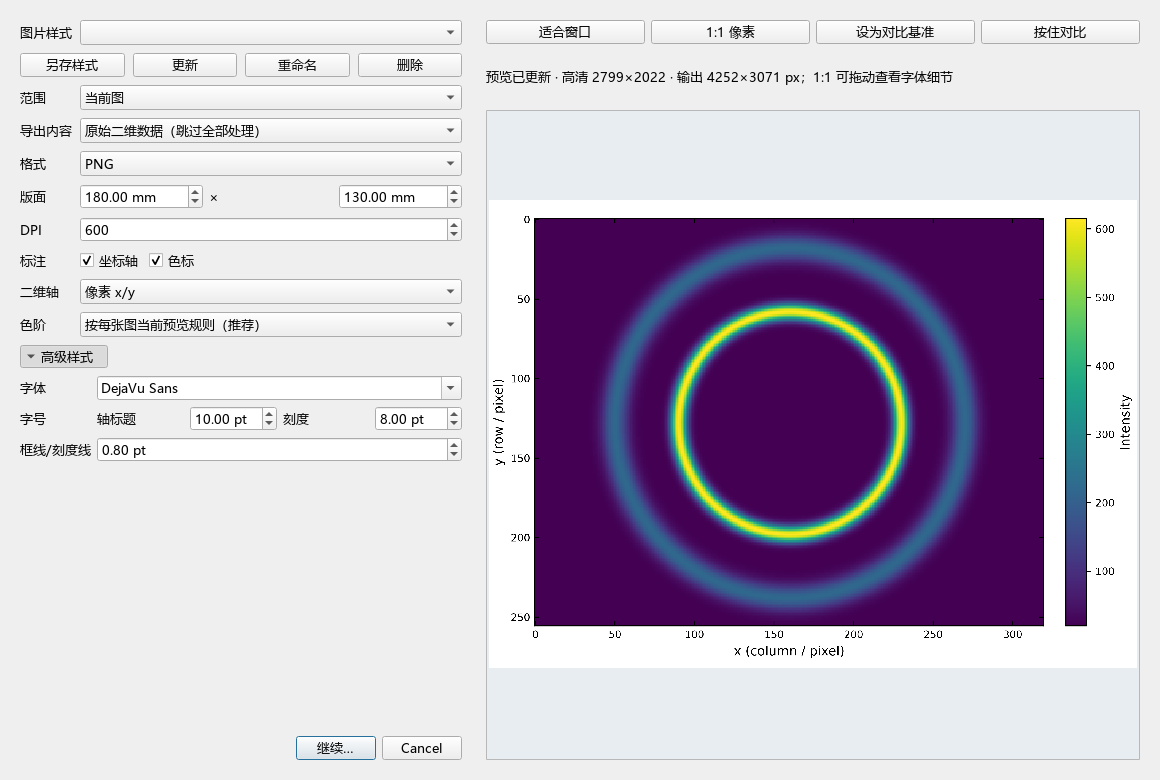 图片样式
另存样式 更新 重命名 删除
范围 当前图
导出内容 原始二维数据（跳过全部处理）
格式 PNG
版面 180.00 mm × 130.00 mm
DPI 600
标注 坐标轴 色标
二维轴 像素 x/y
色阶 按每张图当前预览规则（推荐）
高级样式
字体 DejaVu Sans
字号 轴标题 10.00 pt 刻度 8.00 pt
框线/刻度线 0.80 pt
继续... Cancel
适合窗口 1:1 像素 设为对比基准 按住对比
预览已更新 · 高清 2799×2022 · 输出 4252×3071 px；1:1 可拖动查看字体细节
0
50
100
150
200
250
y (row / pixel)
0 50 100 150 200 250 300
x (column / pixel)
600
500
400
300
200
100
Intensity